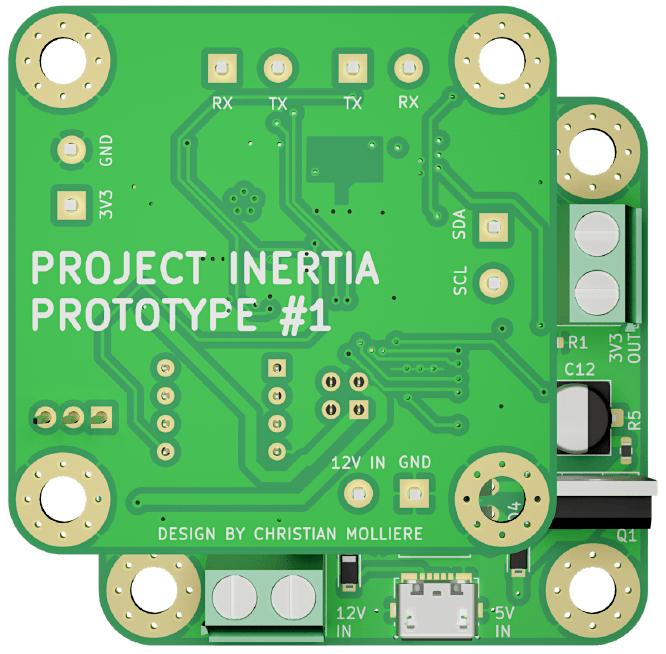 RX TX TX RX
GND
3V3
SDA
SCL
PROJECT INERTIA
PROTOTYPE #1
R1
3V3
OUT
C12
R5
12V IN GND
Q4
Q1
DESIGN BY CHRISTIAN MOLLIERE
12V
IN
5V
IN